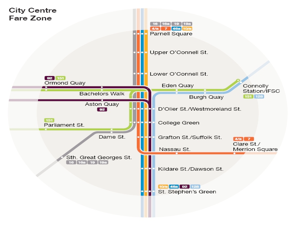 City Centre
Fare Zone
Parnell Square
Upper O'Connell St.
Lower O'Connell St.
Ormond Quay
Eden Quay
Connolly
Station/IFSC
Bachelors Walk
Burgh Quay
Aston Quay
D'Olier St./Westmoreland St.
Parliament St.
College Green
Dame St.
Grafton St./Suffolk St.
Clare St./
Merrion Square
Nassau St.
Sth. Great Georges St.
Kildare St./Dawson St.
St. Stephen's Green